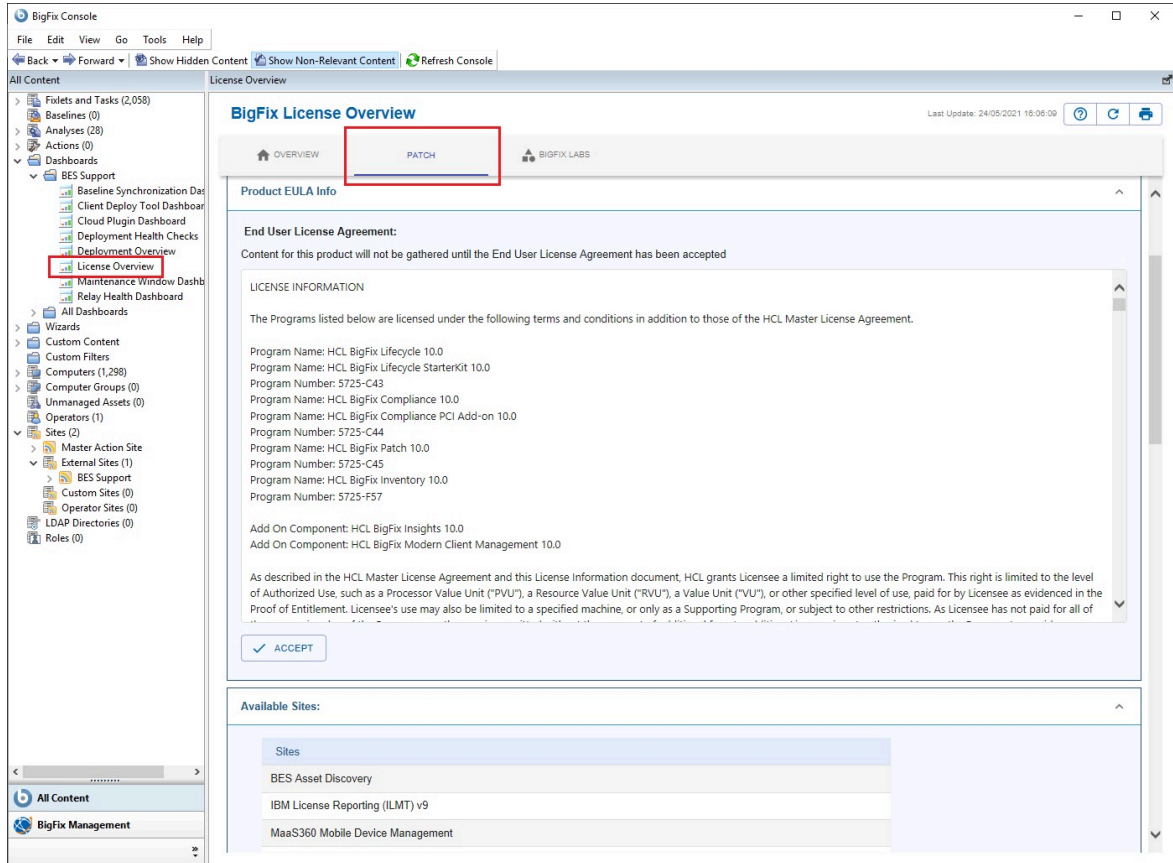 BigFix Console
File Edit View Go Tools Help
Back Forward Show Hidden Content Show Non-Relevant Content Refresh Console
All Content
Fixlets and Tasks (2,058)
Baselines (0)
Analyses (28)
Actions (0)
Dashboards
BES Support
Baseline Synchronization Das
Client Deploy Tool Dashboar
Cloud Plugin Dashboard
Deployment Health Checks
Deployment Overview
License Overview
Maintenance Window Dashb
Relay Health Dashboard
All Dashboards
Wizards
Custom Content
Custom Filters
Computers (1,298)
Computer Groups (0)
Unmanaged Assets (0)
Operators (1)
Sites (2)
Master Action Site
External Sites (1)
BES Support
Custom Sites (0)
Operator Sites (0)
LDAP Directories (0)
Roles (0)
All Content
BigFix Management
License Overview
BigFix License Overview
Last Update: 24/05/2021 16:06:09
OVERVIEW PATCH BIGFIX LABS
Product EULA Info
End User License Agreement:
Content for this product will not be gathered until the End User License Agreement has been accepted
LICENSE INFORMATION
The Programs listed below are licensed under the following terms and conditions in addition to those of the HCL Master License Agreement.
Program Name: HCL BigFix Lifecycle 10.0
Program Name: HCL BigFix Lifecycle StarterKit 10.0
Program Number: 5725-C43
Program Name: HCL BigFix Compliance 10.0
Program Name: HCL BigFix Compliance PCI Add-on 10.0
Program Number: 5725-C44
Program Name: HCL BigFix Patch 10.0
Program Number: 5725-C45
Program Name: HCL BigFix Inventory 10.0
Program Number: 5725-F57
Add On Component: HCL BigFix Insights 10.0
Add On Component: HCL BigFix Modern Client Management 10.0
As described in the HCL Master License Agreement and this License Information document, HCL grants Licensee a limited right to use the Program. This right is limited to the level
of Authorized Use, such as a Processor Value Unit ("PVU"), a Resource Value Unit ("RVU"), a Value Unit ("VU"), or other specified level of use, paid for by Licensee as evidenced in the
Proof of Entitlement. Licensee's use may also be limited to a specified machine, or only as a Supporting Program, or subject to other restrictions. As Licensee has not paid for all of
ACCEPT
Available Sites:
Sites
BES Asset Discovery
IBM License Reporting (ILMT) v9
MaaS360 Mobile Device Management